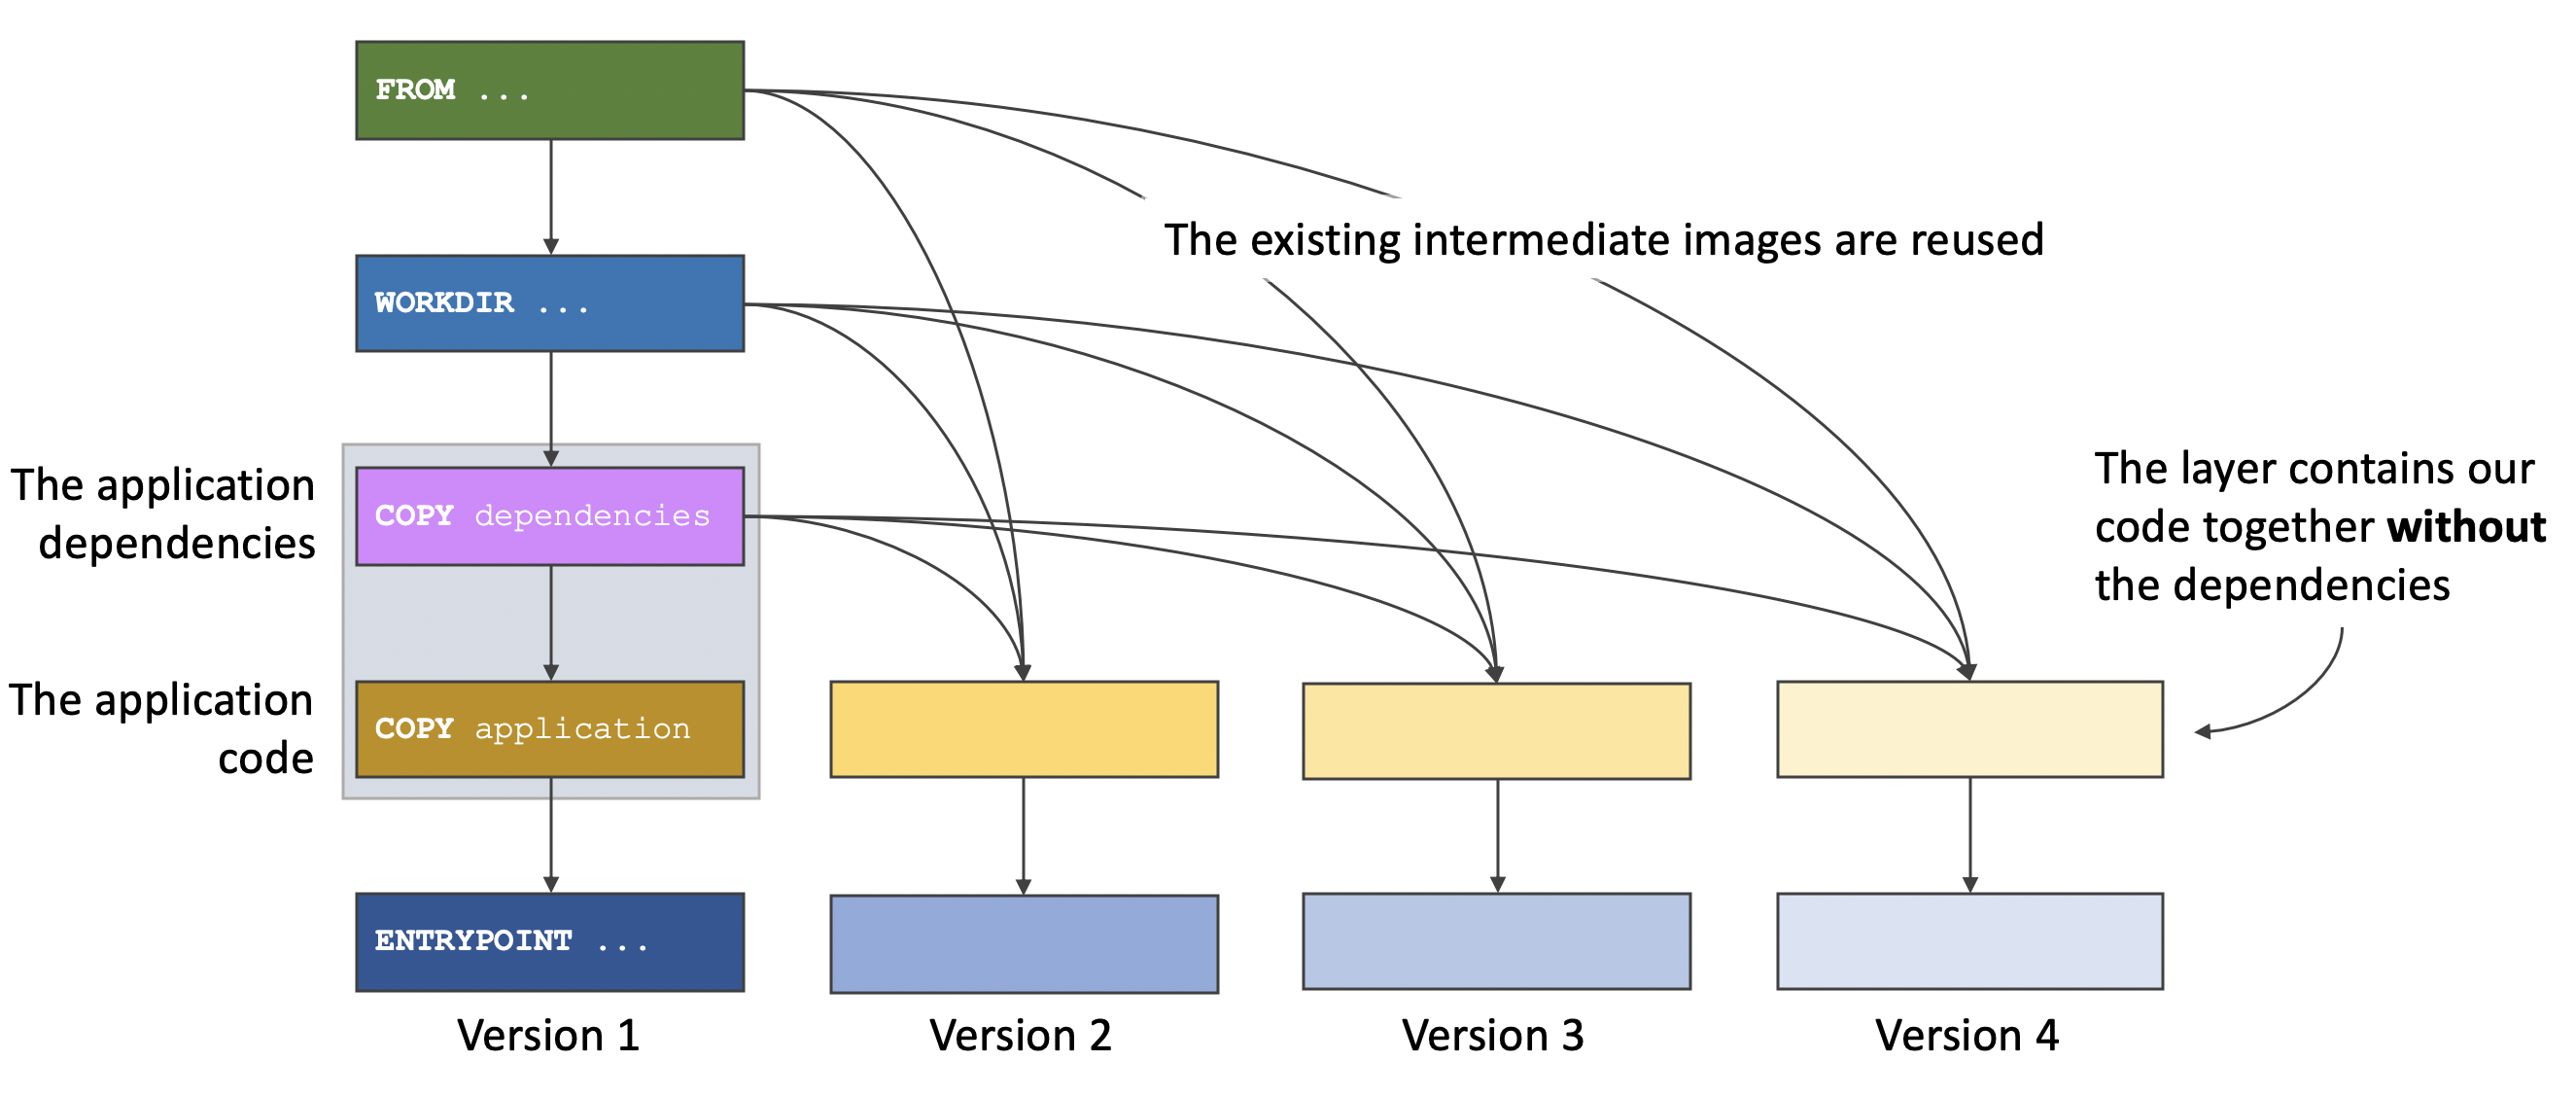 FROM ...
The existing intermediate images are reused
WORKDIR ...
The application
dependencies
COPY dependencies
The layer contains our
code together without
the dependencies
The application
code
COPY application
ENTRYPOINT ...
Version 1
Version 2
Version 3
Version 4